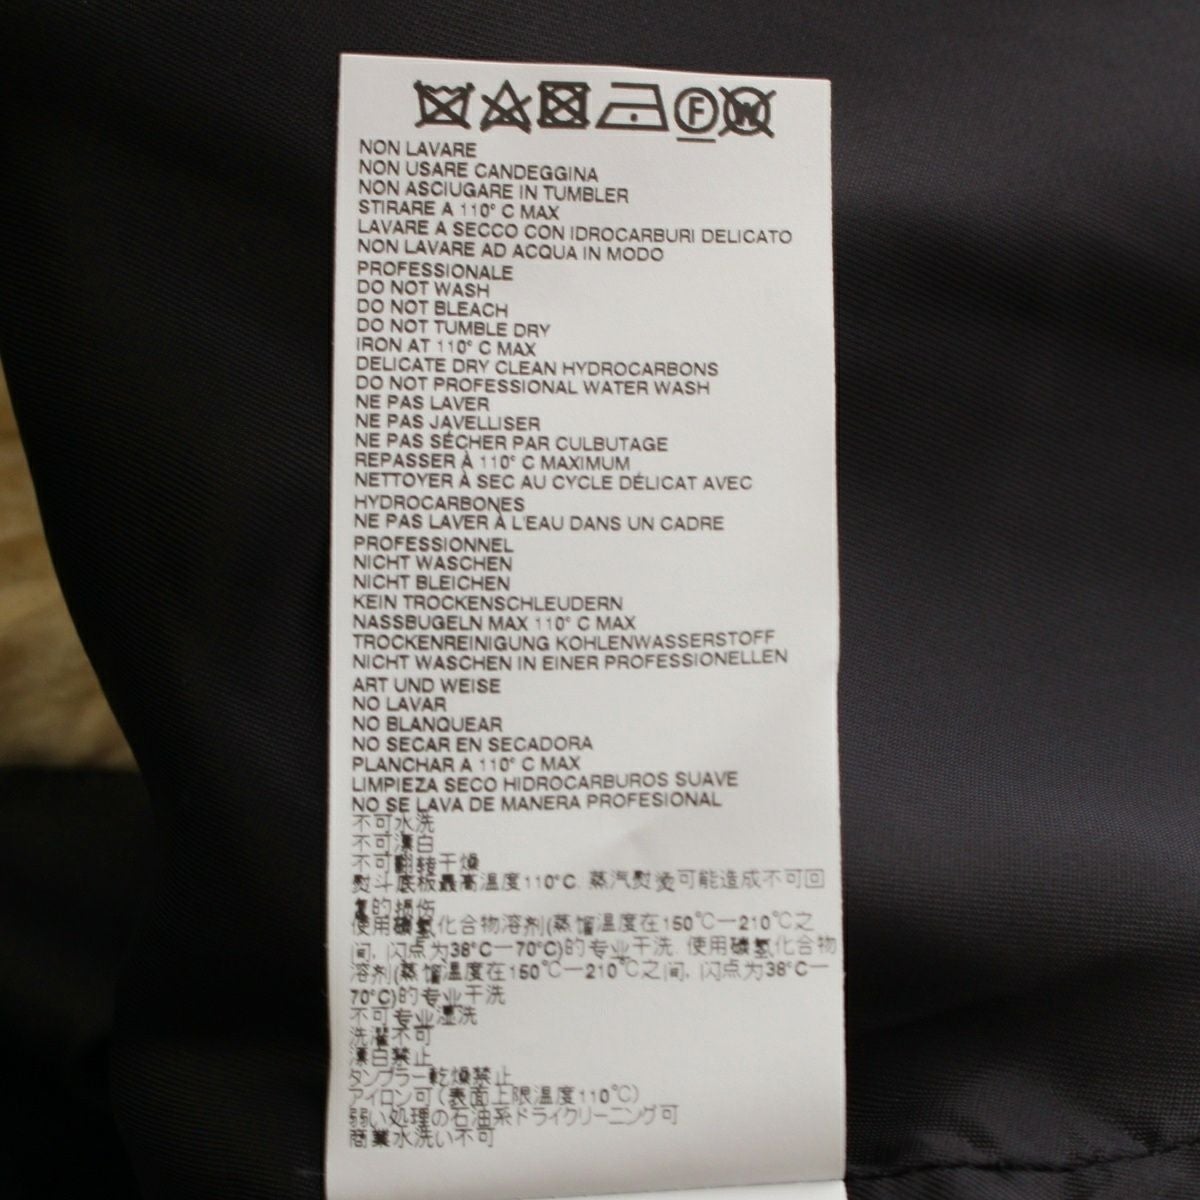 F W
NON LAVARE
NON USARE CANDEGGINA
NON ASCIUGARE IN TUMBLER
STIRARE A 110° C MAX
LAVARE A SECCO CON IDROCARBURI DELICATO
NON LAVARE AD ACQUA IN MODO
PROFESSIONALE
DO NOT WASH
DO NOT BLEACH
DO NOT TUMBLE DRY
IRON AT 110° C MAX
DELICATE DRY CLEAN HYDROCARBONS
DO NOT PROFESSIONAL WATER WASH
NE PAS LAVER
NE PAS JAVELLISER
NE PAS SÉCHER PAR CULBUTAGE
REPASSER À 110° C MAXIMUM
NETTOYER À SEC AU CYCLE DÉLICAT AVEC
HYDROCARBONES
NE PAS LAVER À L'EAU DANS UN CADRE
PROFESSIONNEL
NICHT WASCHEN
NICHT BLEICHEN
KEIN TROCKENSCHLEUDERN
NASSBUGELN MAX 110° C MAX
TROCKENREINIGUNG KOHLENWASSERSTOFF
NICHT WASCHEN IN EINER PROFESSIONELLEN
ART UND WEISE
NO LAVAR
NO BLANQUEAR
NO SECAR EN SECADORA
PLANCHAR A 110° C MAX
LIMPIEZA SECO HIDROCARBUROS SUAVE
NO SE LAVA DE MANERA PROFESIONAL
不可水洗
不可漂白
不可翻转干燥
熨斗底板最高温度110°C. 蒸汽熨烫可能造成不可回
复的损伤
使用碳氢化合物溶剂(蒸馏温度在150℃一210℃之
间, 闪点为38°C一70°C)的专业干洗. 使用碳氢化合物
溶剂(蒸馏温度在150℃一210℃之间, 闪点为38°C一
70°C)的专业干洗
不可专业湿洗
洗濯不可
漂白禁止
タンブラー乾燥禁止
アイロン可(表面上限温度110℃)
弱い処理の石油系ドライクリーニング可
商業水洗い不可